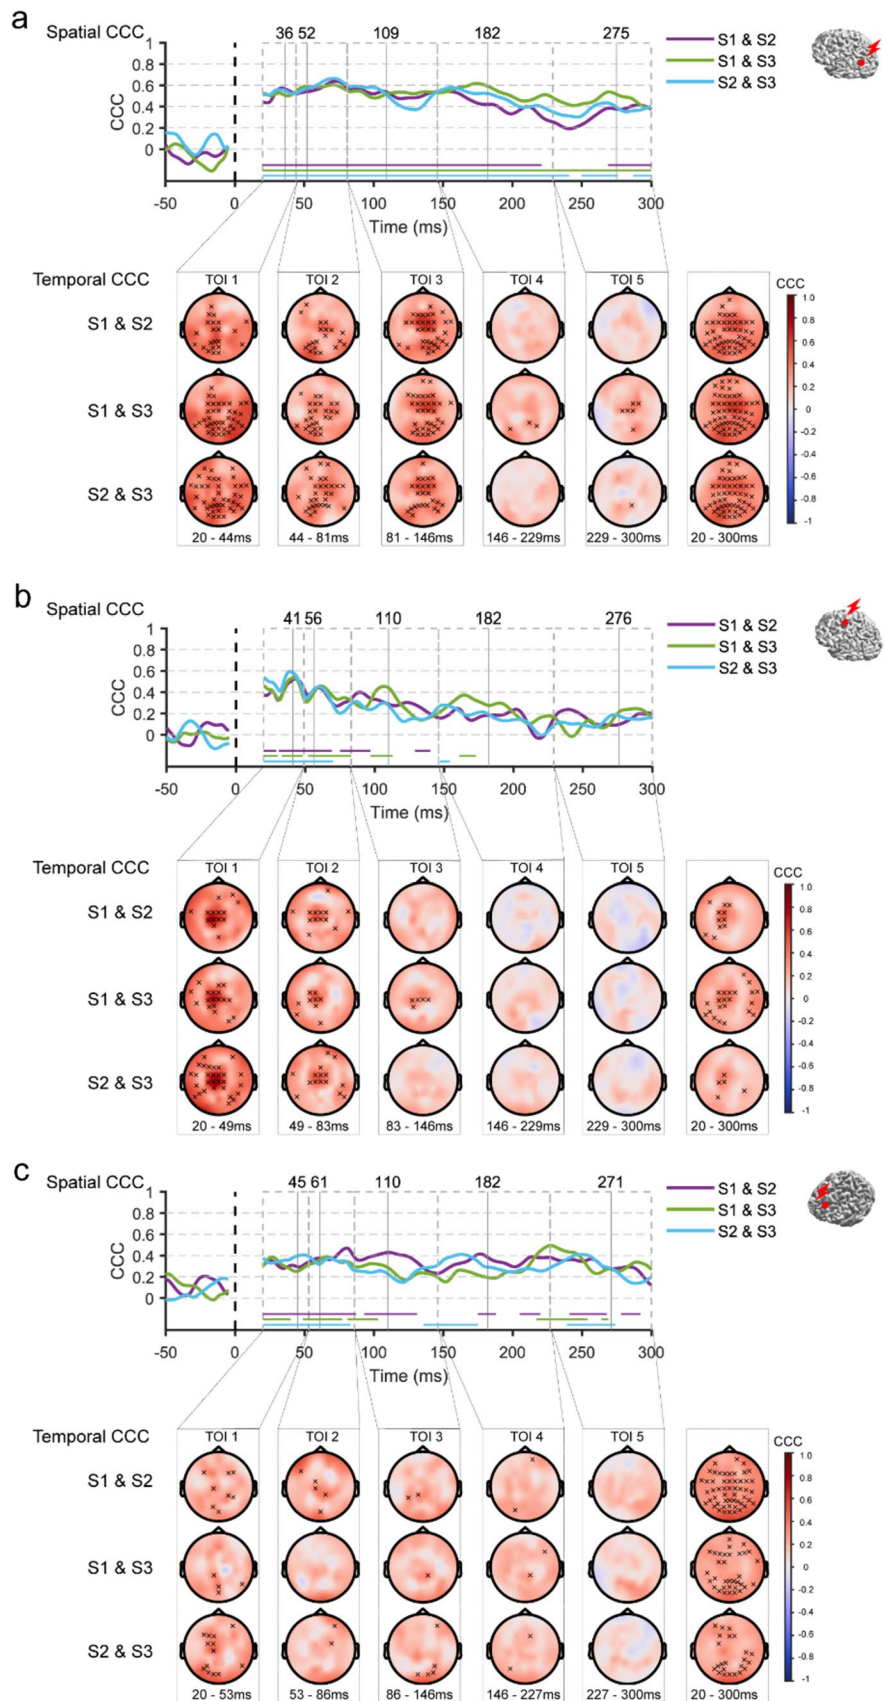 a
Spatial CCC
36 52 109 182 275
S1 & S2
S1 & S3
S2 & S3
CCC
1
0.8
0.6
0.4
0.2
0
-50 0 50 100 150 200 250 300
Time (ms)
Temporal CCC
TOI 1 TOI 2 TOI 3 TOI 4 TOI 5
CCC
S1 & S2
S1 & S3
S2 & S3
1.0
0.8
0.6
0.4
0.2
0
-0.2
-0.4
-0.6
-0.8
-1
20 - 44ms 44 - 81ms 81 - 146ms 146 - 229ms 229 - 300ms 20 - 300ms
b
Spatial CCC
41 56 110 182 276
S1 & S2
S1 & S3
S2 & S3
CCC
1
0.8
0.6
0.4
0.2
0
-50 0 50 100 150 200 250 300
Time (ms)
Temporal CCC
TOI 1 TOI 2 TOI 3 TOI 4 TOI 5
CCC
S1 & S2
S1 & S3
S2 & S3
1.0
0.8
0.6
0.4
0.2
0
-0.2
-0.4
-0.6
-0.8
-1
20 - 49ms 49 - 83ms 83 - 146ms 146 - 229ms 229 - 300ms 20 - 300ms
c
Spatial CCC
45 61 110 182 271
S1 & S2
S1 & S3
S2 & S3
CCC
1
0.8
0.6
0.4
0.2
0
-50 0 50 100 150 200 250 300
Time (ms)
Temporal CCC
TOI 1 TOI 2 TOI 3 TOI 4 TOI 5
CCC
S1 & S2
S1 & S3
S2 & S3
1.0
0.8
0.6
0.4
0.2
0
-0.2
-0.4
-0.6
-0.8
-1
20 - 53ms 53 - 86ms 86 - 146ms 146 - 227ms 227 - 300ms 20 - 300ms